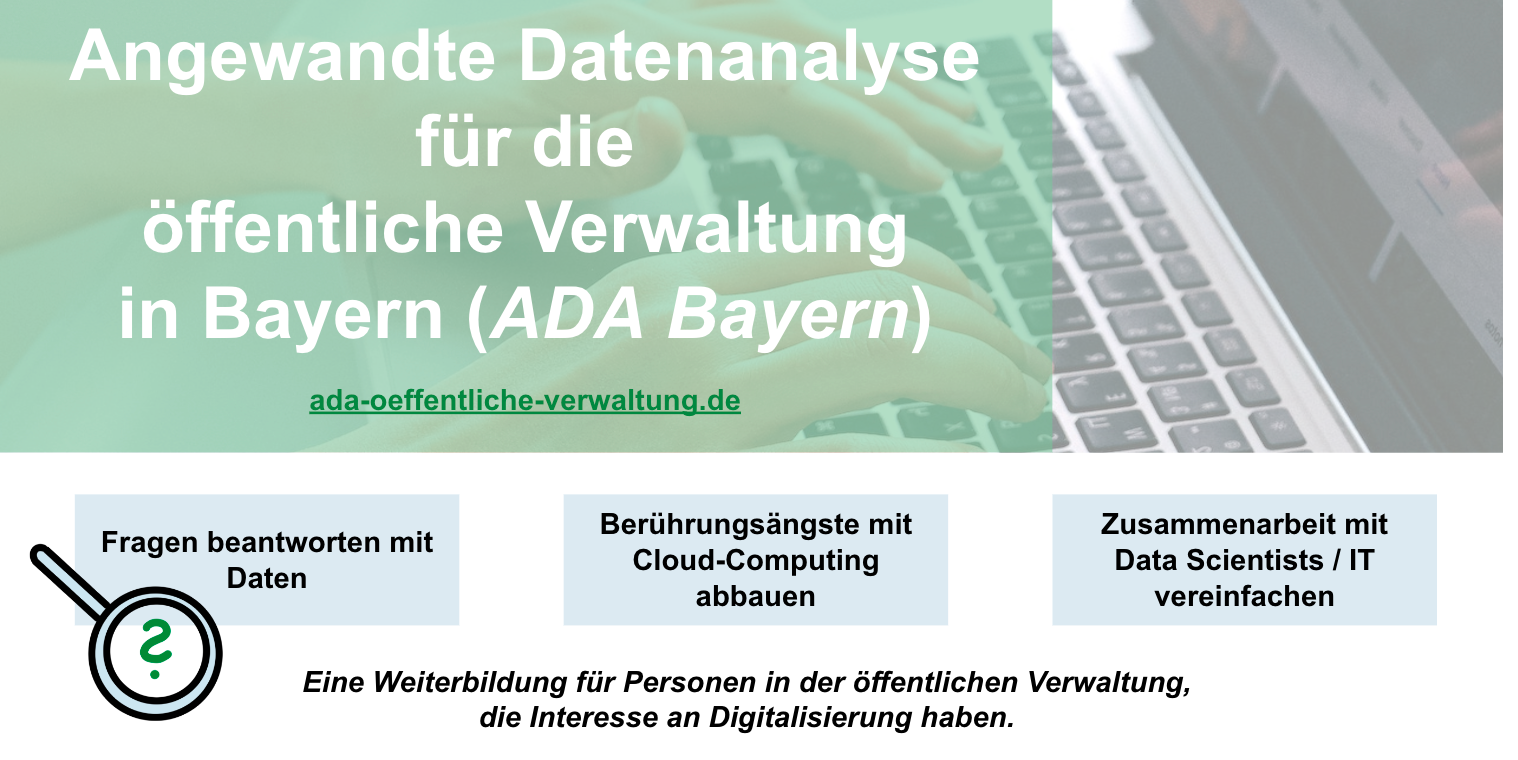 Angewandte Datenanalyse
für die
öffentliche Verwaltung
in Bayern (ADA Bayern)
ada-oeffentliche-verwaltung.de
Fragen beantworten mit
Daten
Berührungsängste mit
Cloud-Computing
abbauen
Zusammenarbeit mit
Data Scientists / IT
vereinfachen
?
Eine Weiterbildung für Personen in der öffentlichen Verwaltung,
die Interesse an Digitalisierung haben.